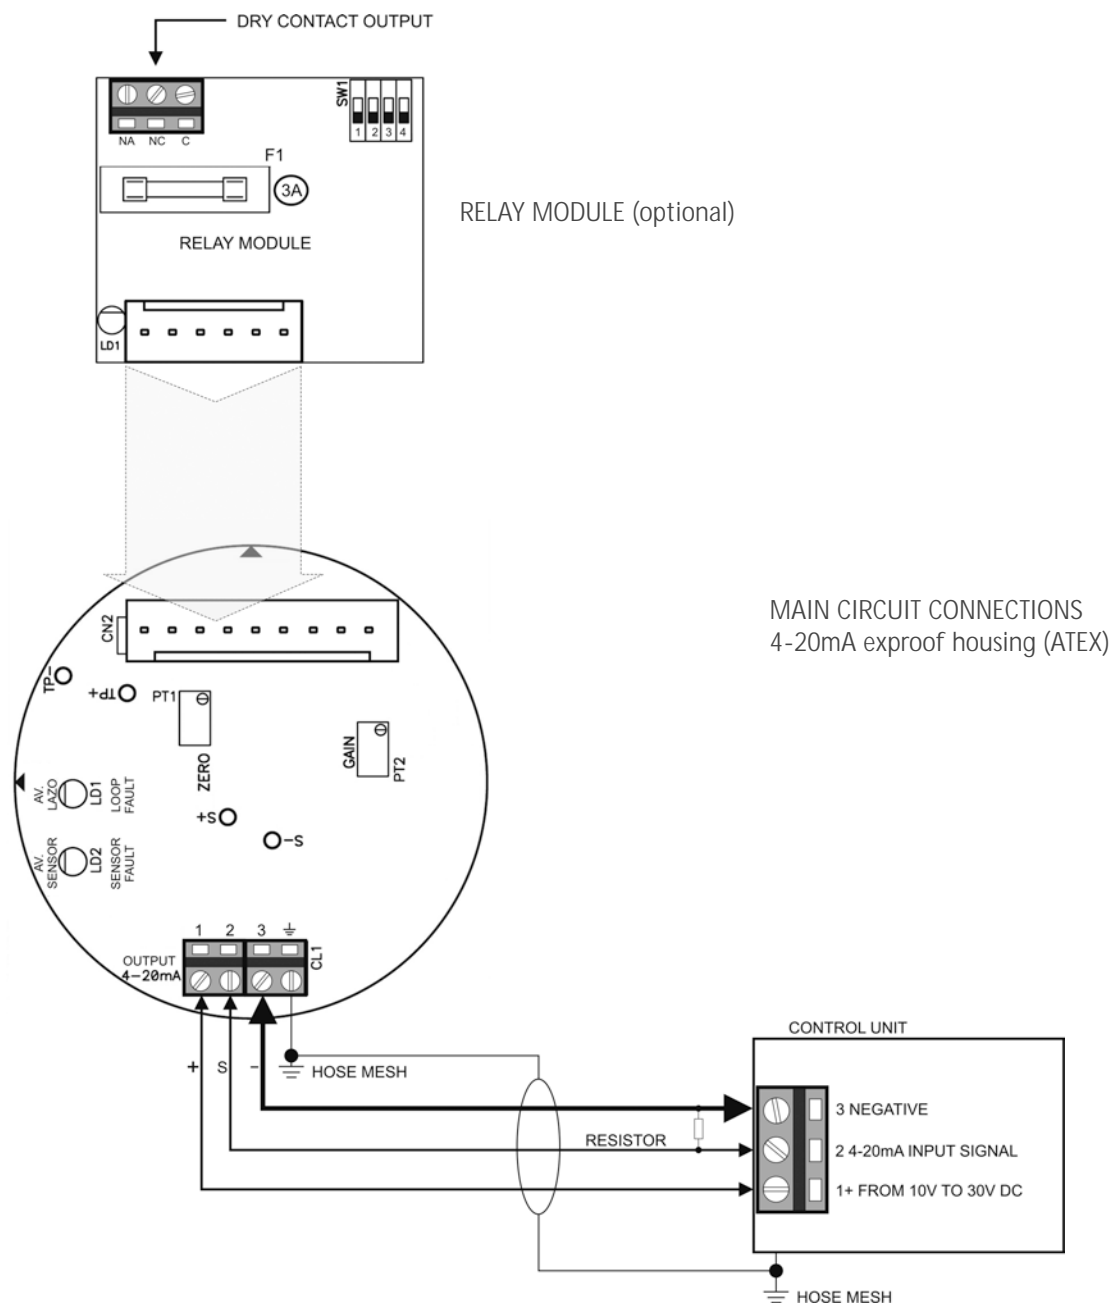 DRY CONTACT OUTPUT
NA NC C
SW1
1 2 3 4
F1
3A
RELAY MODULE
RELAY MODULE (optional)
LD1
MAIN CIRCUIT CONNECTIONS
4-20mA exproof housing (ATEX)
CN2
TP-
TP+
PT1
ZERO
GAIN
PT2
AV.
LAZO
LD1
LOOP
FAULT
+S
-S
AV.
SENSOR
LD2
SENSOR
FAULT
1 2 3
OUTPUT
4-20mA
CL1
+ S -
HOSE MESH
CONTROL UNIT
3 NEGATIVE
RESISTOR
2 4-20mA INPUT SIGNAL
1+ FROM 10V TO 30V DC
HOSE MESH